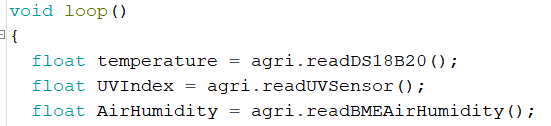 void loop()
{
float temperature = agri.readDS18B20();
float UVIndex = agri.readUVSensor();
float AirHumidity = agri.readBMEAirHumidity();